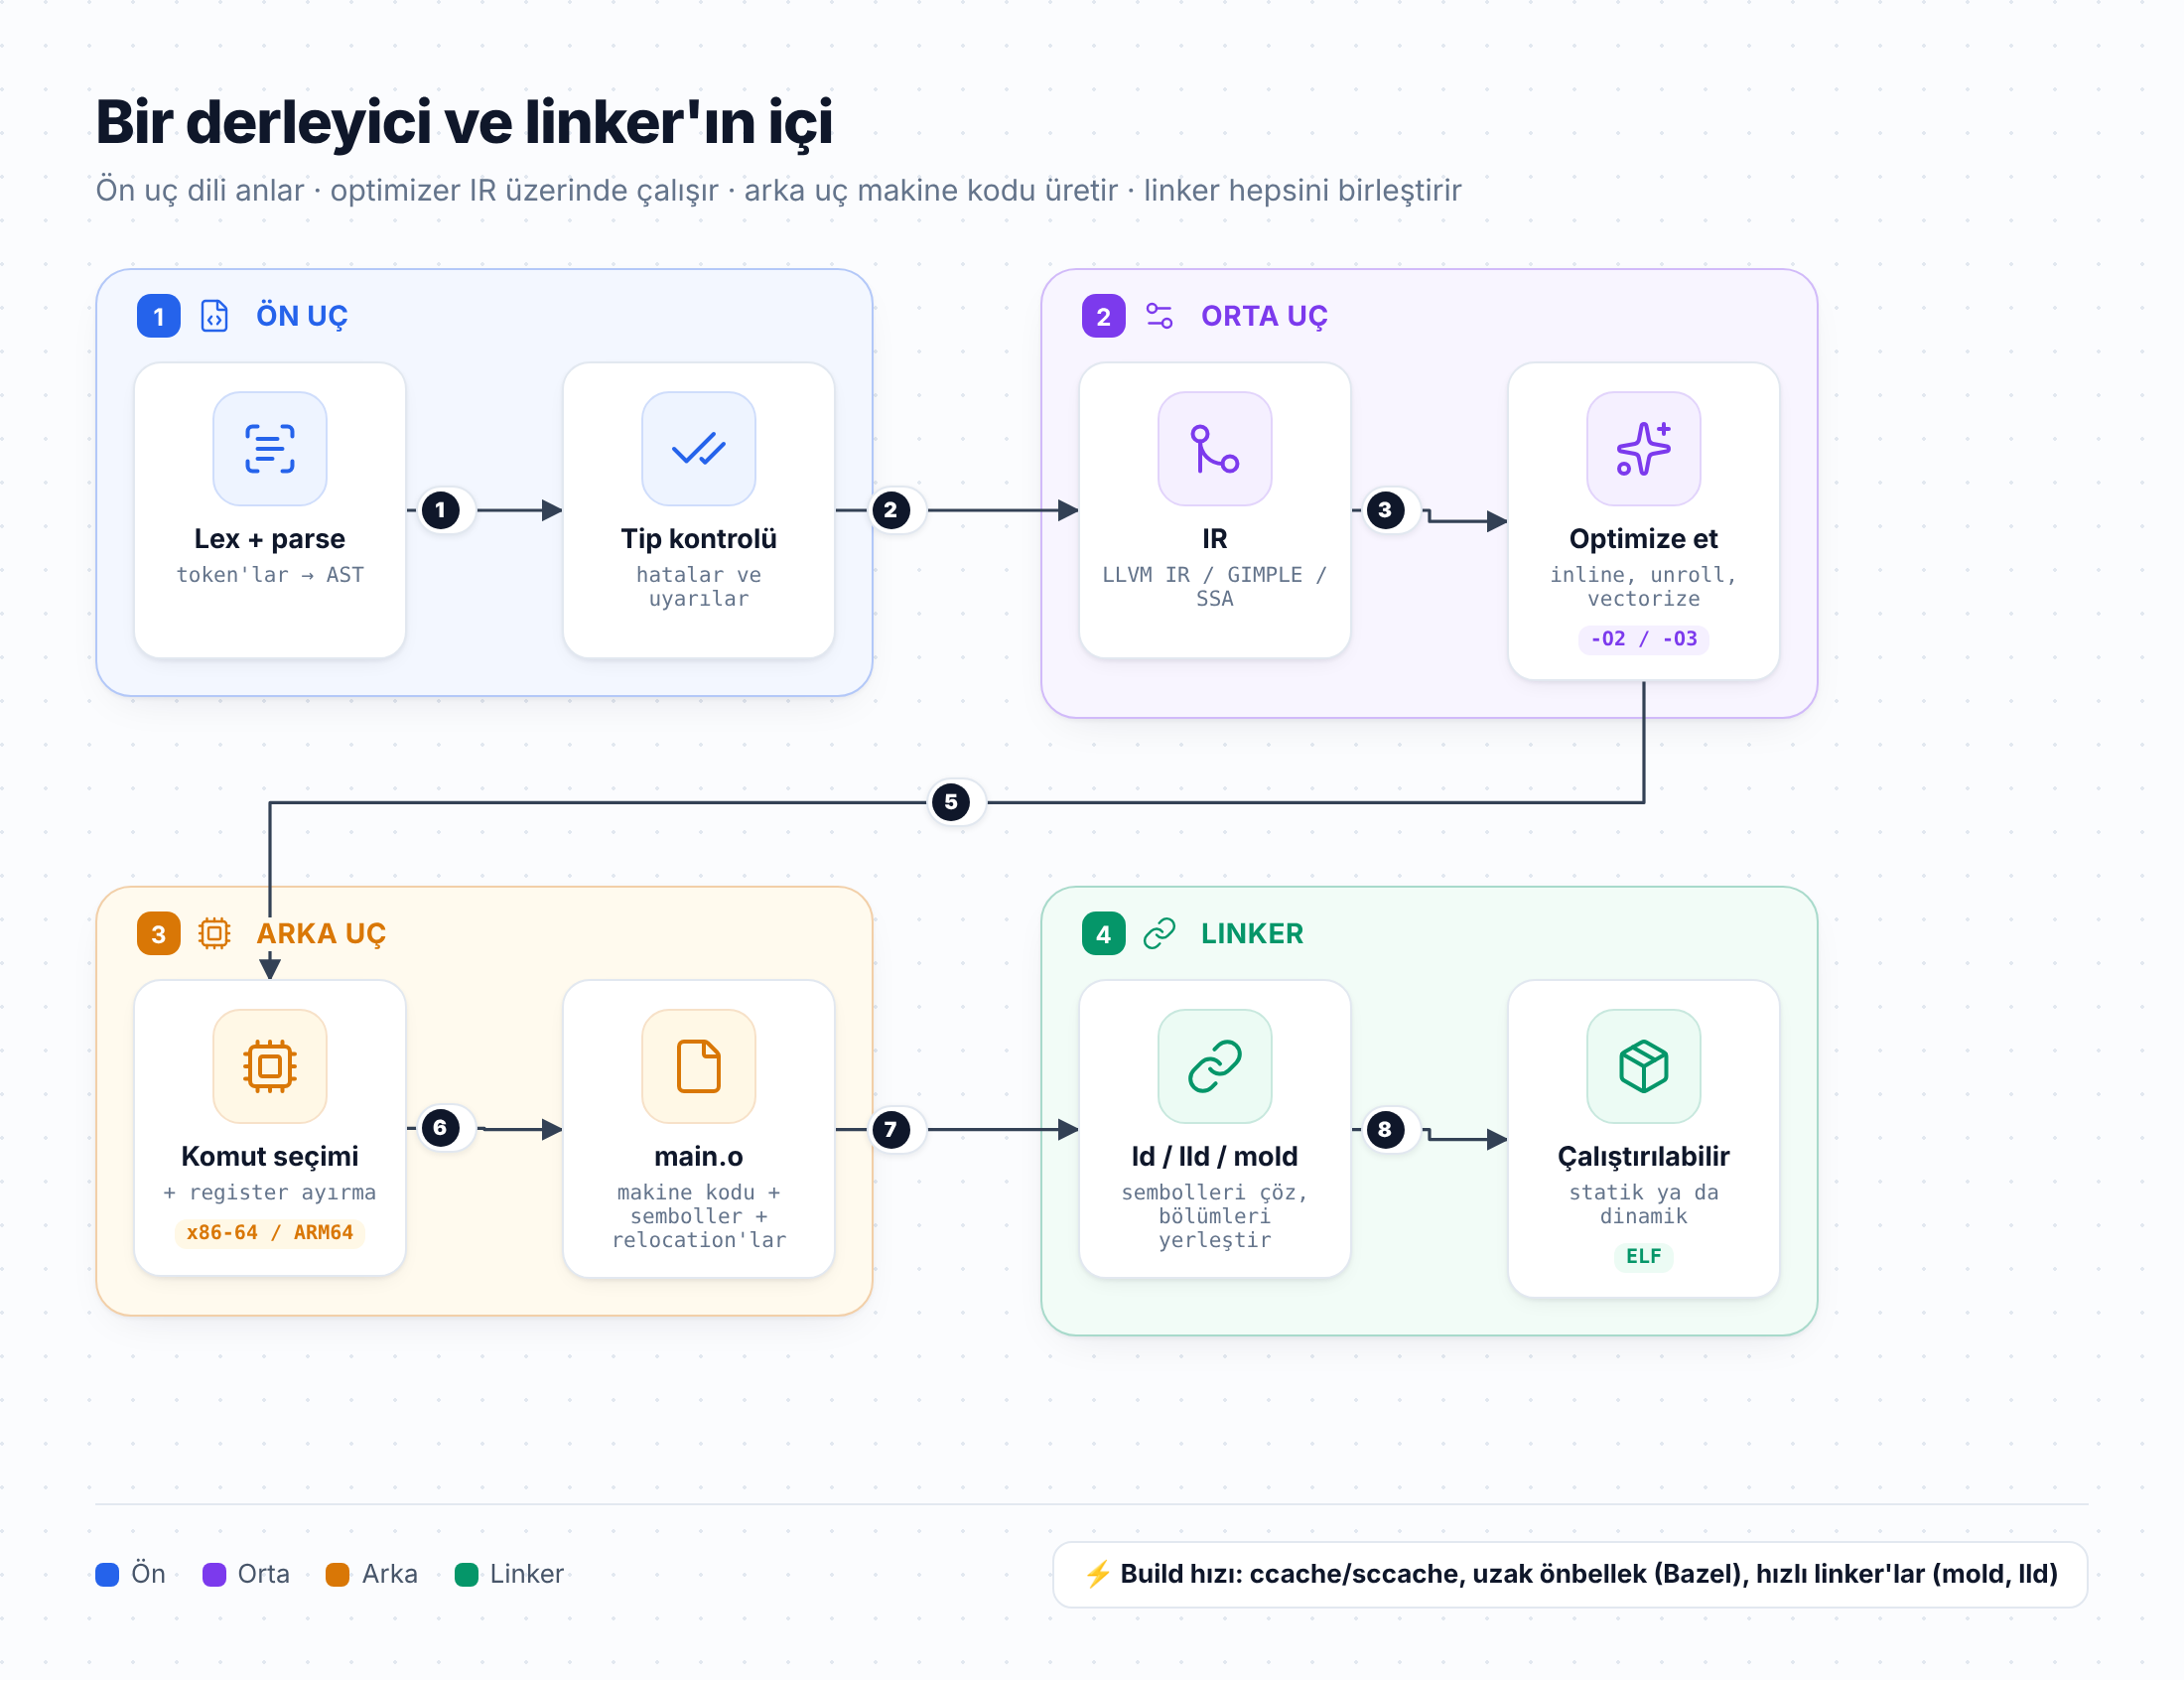 Bir derleyici ve linker'ın içi
Ön uç dili anlar · optimizer IR üzerinde çalışır · arka uç makine kodu üretir · linker hepsini birleştirir
1 ÖN UÇ
Lex + parse
token'lar → AST
1
Tip kontrolü
hatalar ve
uyarılar
2
2 ORTA UÇ
IR
LLVM IR / GIMPLE /
SSA
3
Optimize et
inline, unroll,
vectorize
-O2 / -O3
5
3 ARKA UÇ
Komut seçimi
+ register ayırma
x86-64 / ARM64
6
main.o
makine kodu +
semboller +
relocation'lar
7
4 LINKER
ld / lld / mold
sembolleri çöz,
bölümleri
yerleştir
8
Çalıştırılabilir
statik ya da
dinamik
ELF
Ön Orta Arka Linker
⚡ Build hızı: ccache/sccache, uzak önbellek (Bazel), hızlı linker'lar (mold, lld)